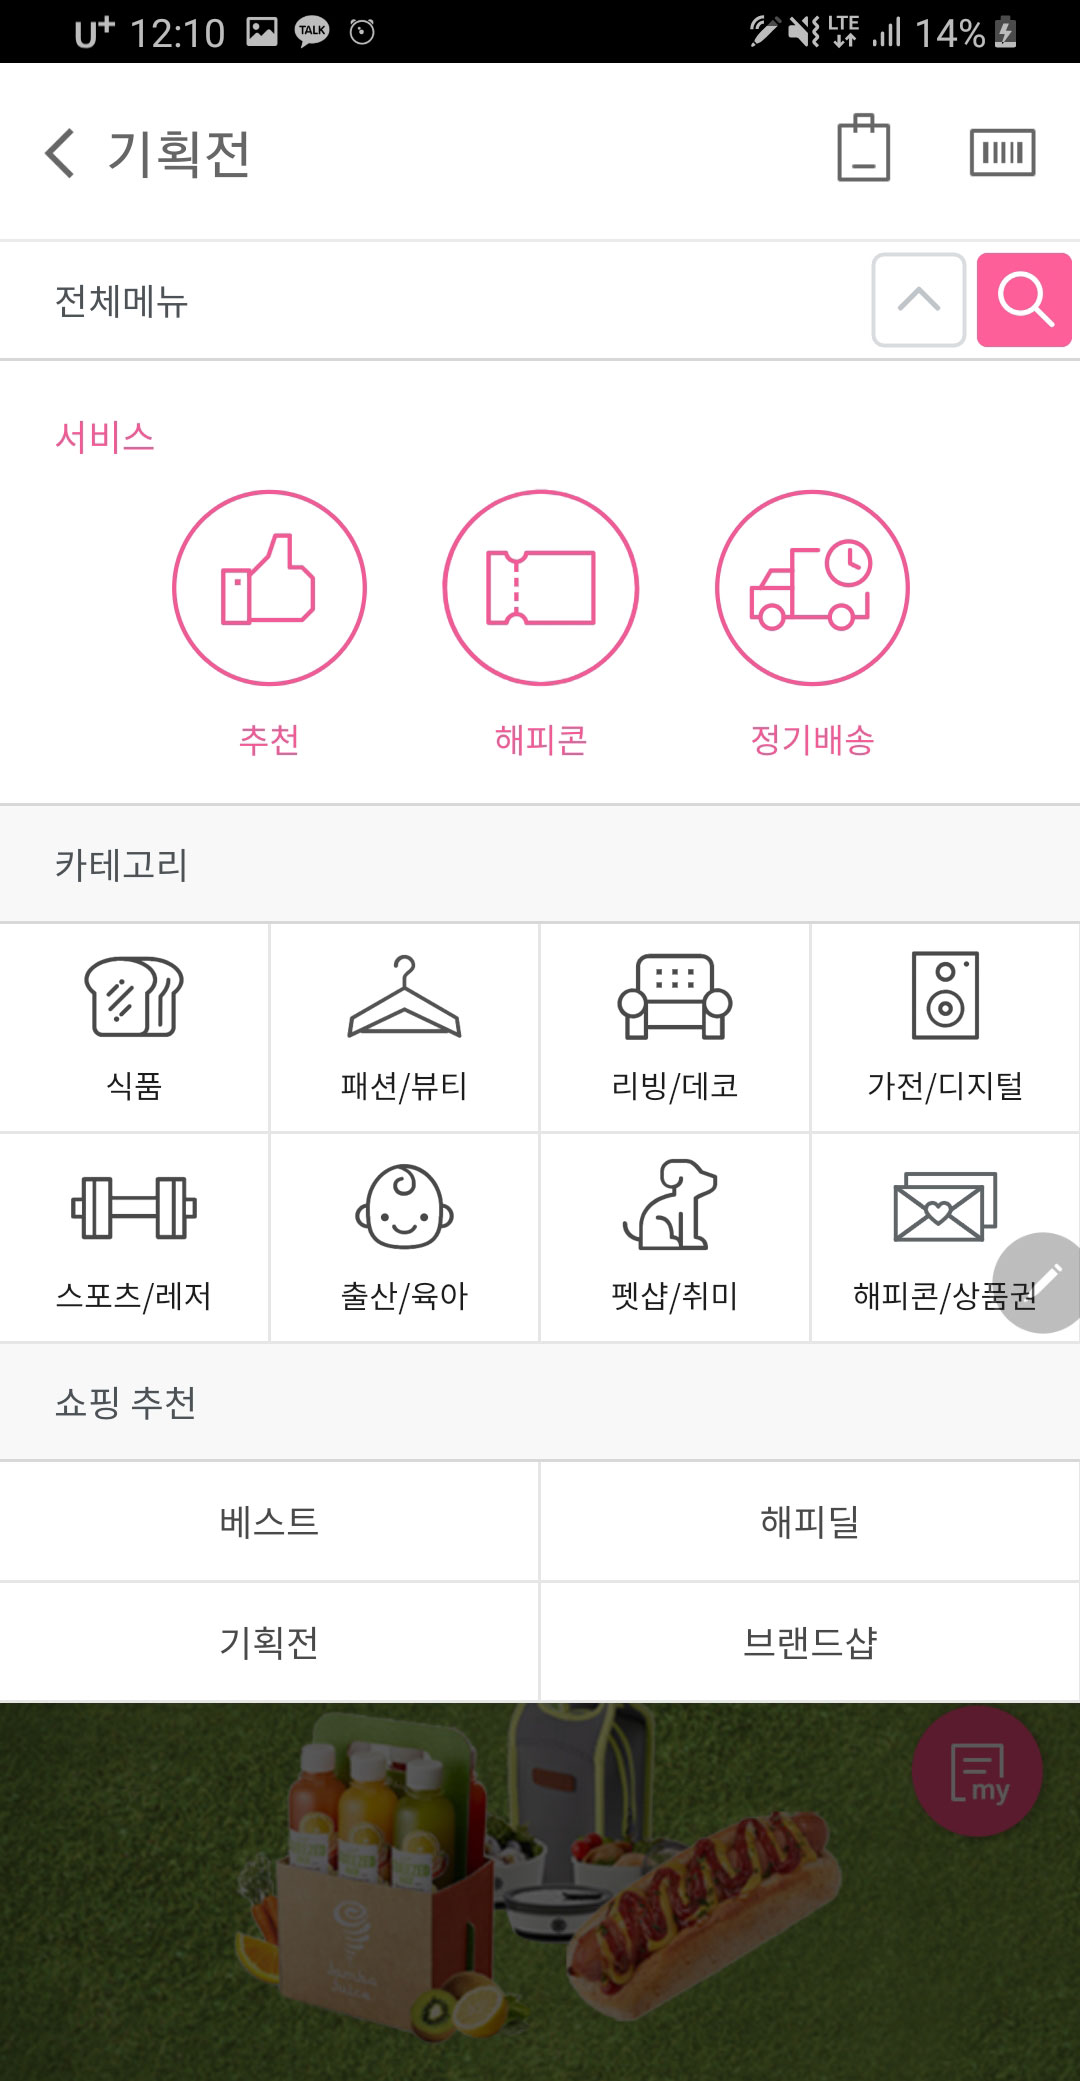 U+ 12:10 TALK LTE 14%
기획전
전체메뉴
서비스
추천 해피콘 정기배송
카테고리
식품 패션/뷰티 리빙/데코 가전/디지털
스포츠/레저 출산/육아 펫샵/취미 해피콘/상품권
쇼핑 추천
베스트 해피딜
기획전 브랜드샵
my
Jamba
Juice